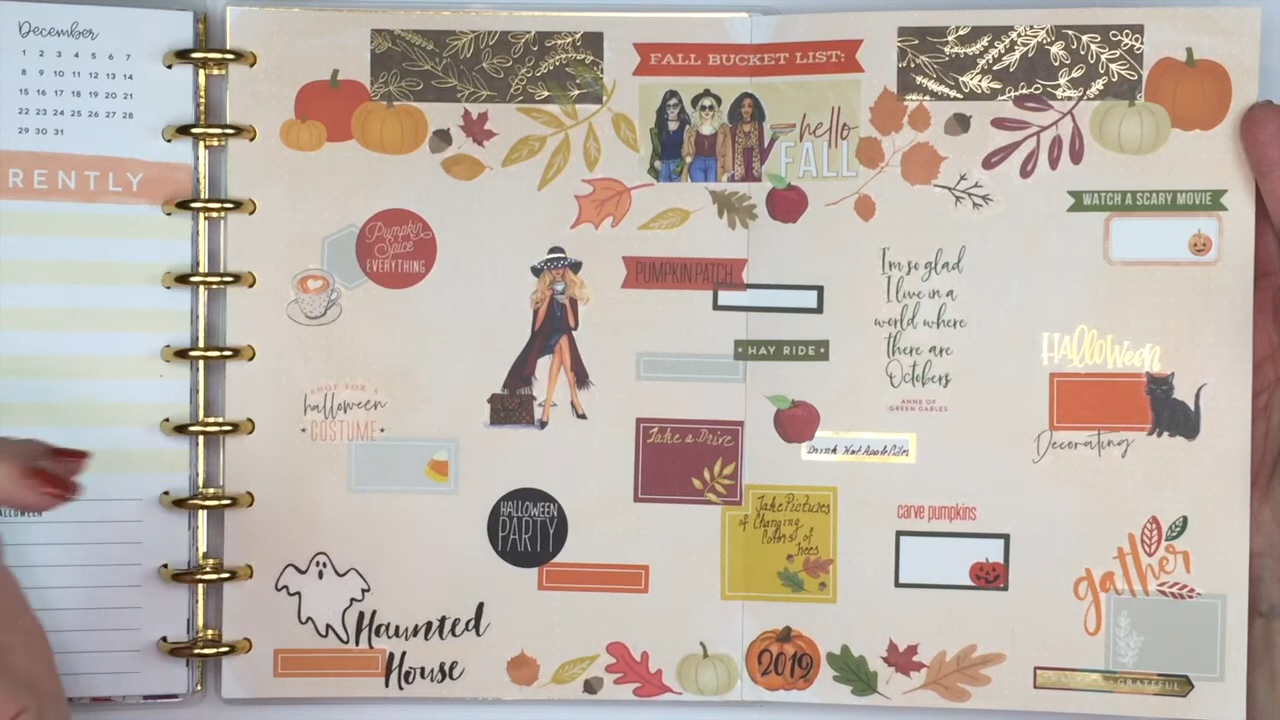 December
1 2 3 4 5 6 7
8 9 10 11 12 13 14
15 16 17 18 19 20 21
22 23 24 25 26 27 28
29 30 31
RENTLY
FALL BUCKET LIST:
hello
FALL
WATCH A SCARY MOVIE
Pumpkin
Spice
EVERYTHING
PUMPKIN PATCH
HAY RIDE
I'm so glad
I live in a
world where
there are
Octobers
ANNE OF
GREEN GABLES
HALLOWeen
Decorating
SHOP FOR A
halloween
COSTUME
Take a Drive
Drink Hot Apple Cider
HALLOWEEN
PARTY
Take Pictures
of Changing
Colors of
Trees
carve pumpkins
gather
Haunted
House
2019
GRATEFUL